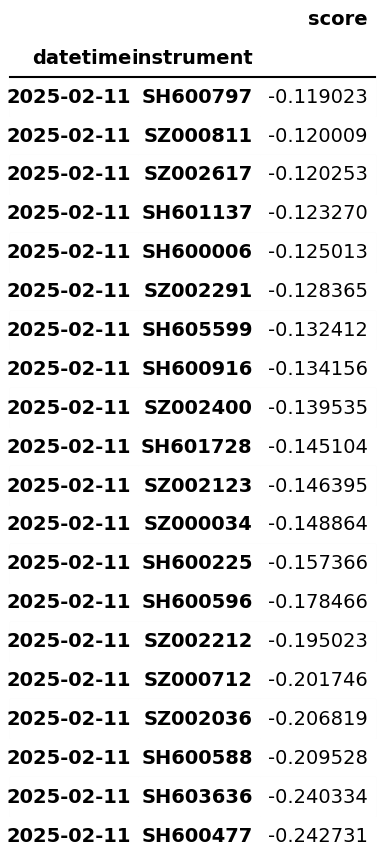 score
datetime instrument
2025-02-11 SH600797 -0.119023
2025-02-11 SZ000811 -0.120009
2025-02-11 SZ002617 -0.120253
2025-02-11 SH601137 -0.123270
2025-02-11 SH600006 -0.125013
2025-02-11 SZ002291 -0.128365
2025-02-11 SH605599 -0.132412
2025-02-11 SH600916 -0.134156
2025-02-11 SZ002400 -0.139535
2025-02-11 SH601728 -0.145104
2025-02-11 SZ002123 -0.146395
2025-02-11 SZ000034 -0.148864
2025-02-11 SH600225 -0.157366
2025-02-11 SH600596 -0.178466
2025-02-11 SZ002212 -0.195023
2025-02-11 SZ000712 -0.201746
2025-02-11 SZ002036 -0.206819
2025-02-11 SH600588 -0.209528
2025-02-11 SH603636 -0.240334
2025-02-11 SH600477 -0.242731